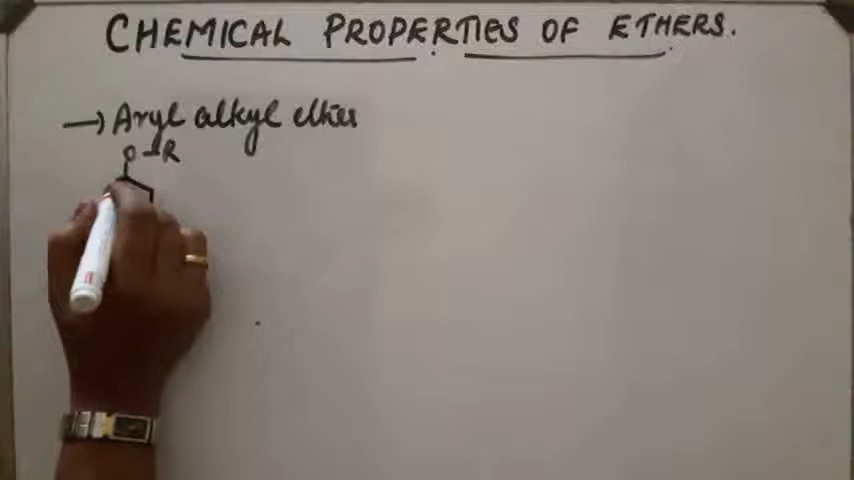 CHEMICAL PROPERTIES OF ETHERS.
→ Aryl alkyl ether
O-R